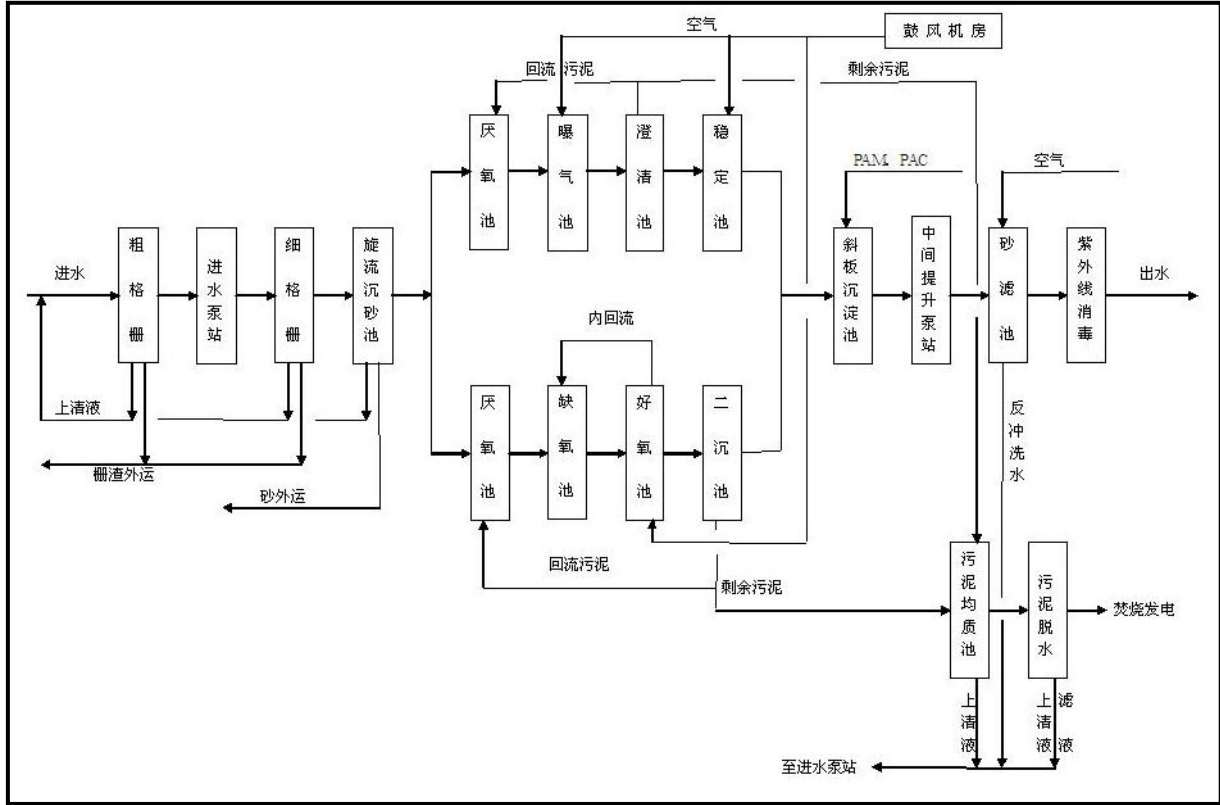 空气
鼓风机房
回流污泥
剩余污泥
厌氧池
曝气池
澄清池
稳定池
PAM、PAC
空气
粗格栅
进水泵站
细格栅
旋流沉砂池
斜板沉淀池
中间提升泵站
砂滤池
紫外线消毒
进水
出水
内回流
上清液
厌氧池
缺氧池
好氧池
二沉池
反冲洗水
栅渣外运
砂外运
回流污泥
剩余污泥
污泥均质池
污泥脱水
焚烧发电
上清液
上清液
滤液
至进水泵站